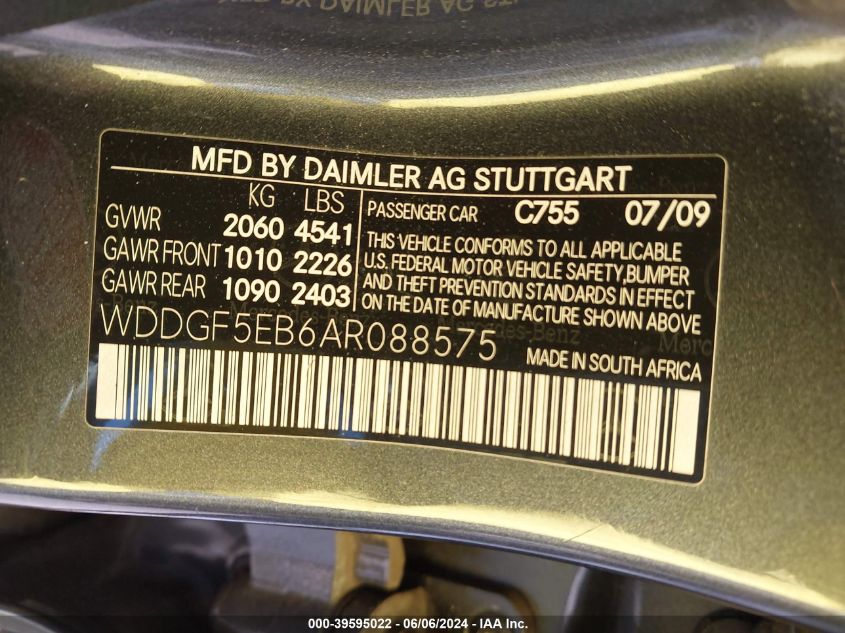 MFD BY DAIMLER AG STUTTGART
KG LBS
GVWR 2060 4541
GAWR FRONT 1010 2226
GAWR REAR 1090 2403
PASSENGER CAR C755 07/09
THIS VEHICLE CONFORMS TO ALL APPLICABLE
U.S. FEDERAL MOTOR VEHICLE SAFETY, BUMPER
AND THEFT PREVENTION STANDARDS IN EFFECT
ON THE DATE OF MANUFACTURE SHOWN ABOVE
WDDGF5EB6AR088575
MADE IN SOUTH AFRICA
000-39595022 - 06/06/2024 - IAA Inc.